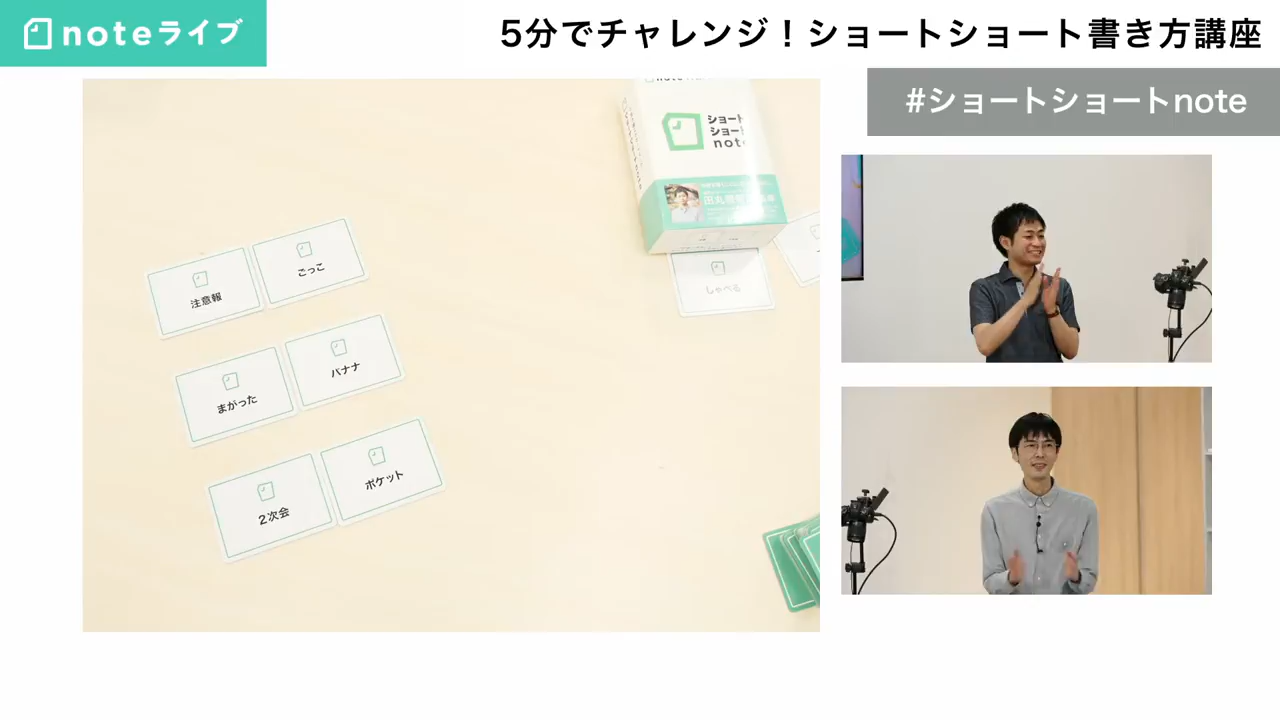 noteライブ
5分でチャレンジ！ショートショート書き方講座
#ショートショートnote
ショート
ショート
note
注意報
ごっこ
しゃべる
まがった
バナナ
2次会
ポケット